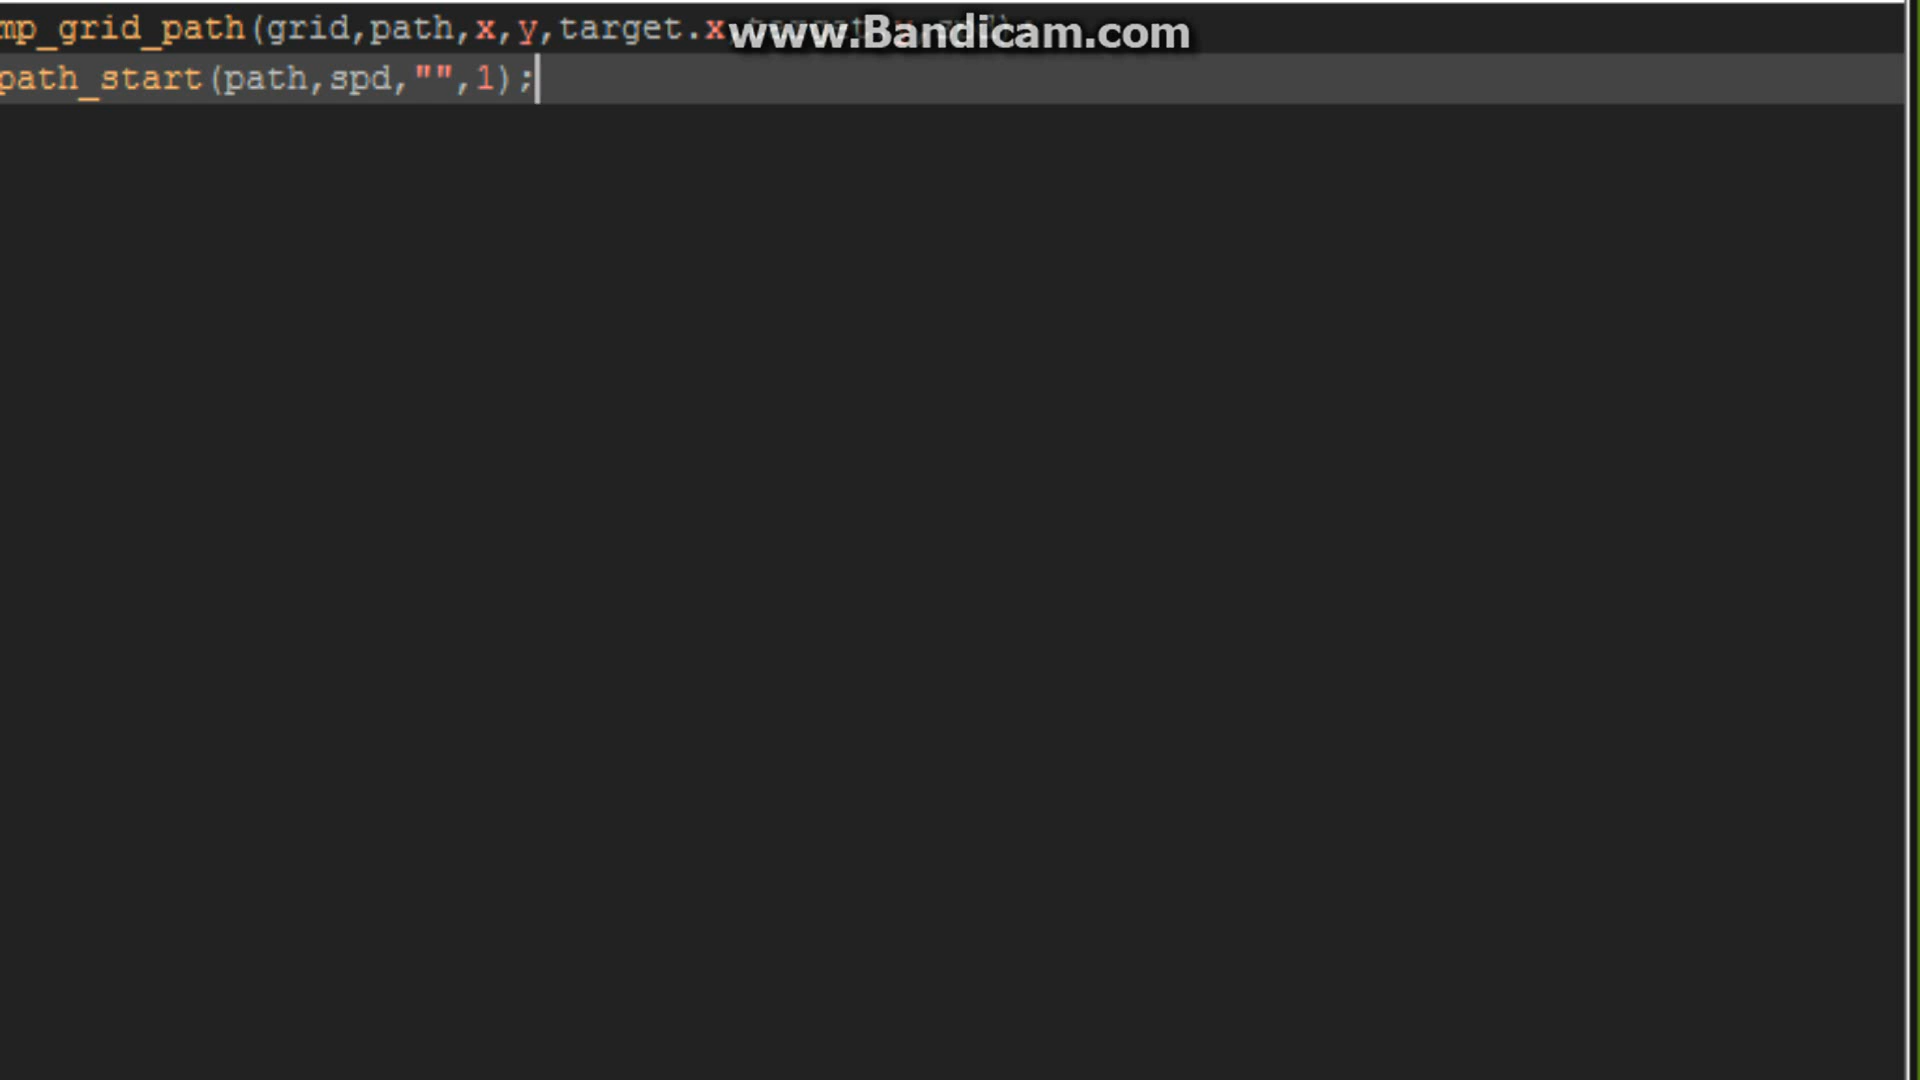 mp_grid_path(grid,path,x,y,target.x
www.Bandicam.com
path_start(path,spd,"",1);